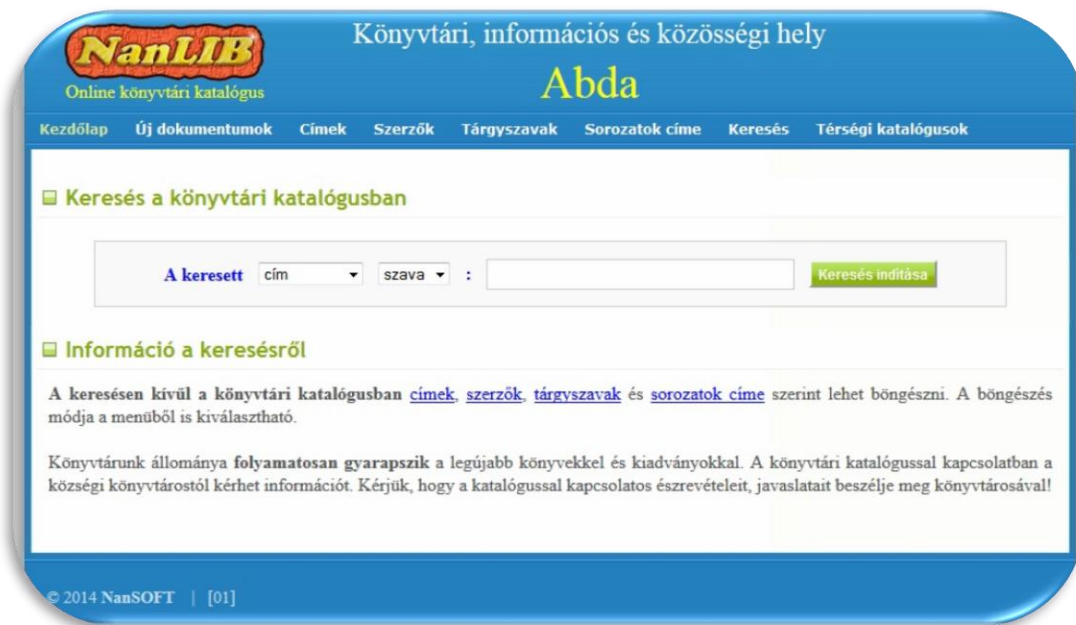 NanLIB
Online könyvtári katalógus
Könyvtári, információs és közösségi hely
Abda
Kezdőlap Új dokumentumok Címek Szerzők Tárgyszavak Sorozatok címe Keresés Térségi katalógusok
Keresés a könyvtári katalógusban
A keresett cím szava : Keresés indítása
Információ a keresésről
A keresésen kívűl a könyvtári katalógusban címek, szerzők, tárgyszavak és sorozatok címe szerint lehet böngészni. A böngészés
módja a menüből is kiválasztható.
Könyvtárunk állománya folyamatosan gyarapszik a legújabb könyvekkel és kiadványokkal. A könyvtári katalógussal kapcsolatban a
községi könyvtárostól kérhet információt. Kérjük, hogy a katalógussal kapcsolatos észrevételeit, javaslatait beszélje meg könyvtárosával!
© 2014 NanSOFT | [01]